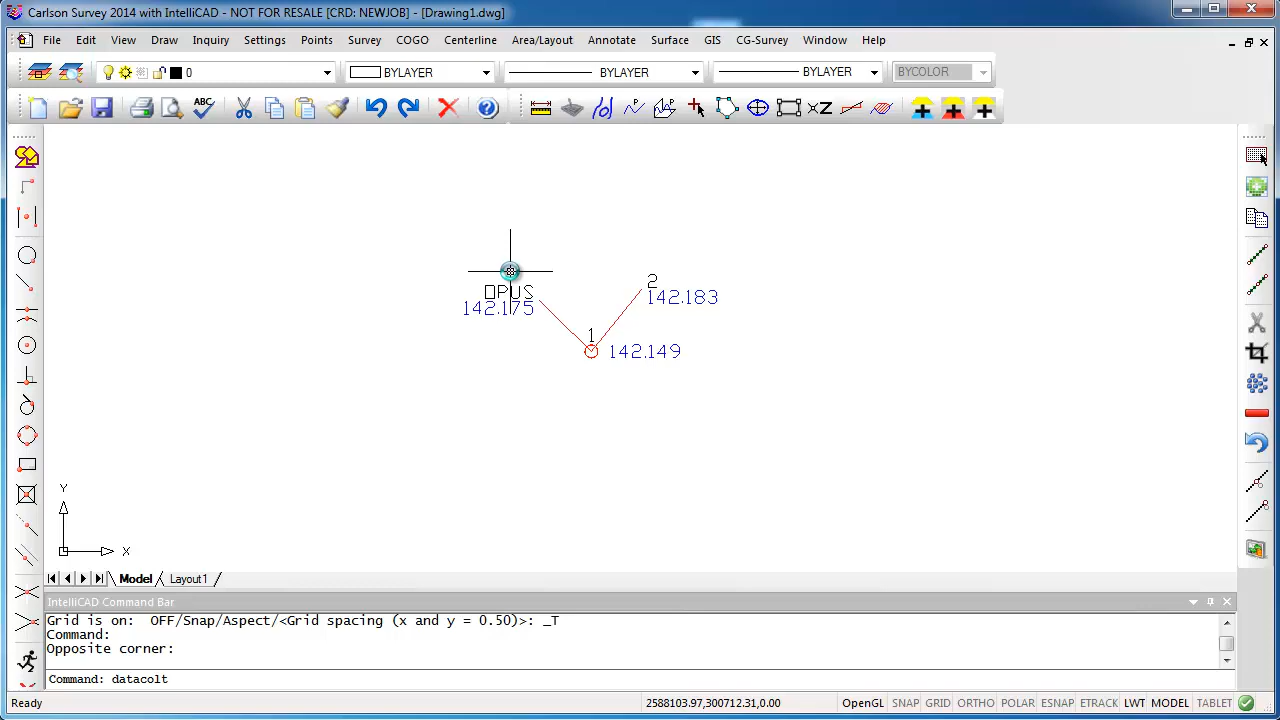 Carlson Survey 2014 with IntelliCAD - NOT FOR RESALE [CRD: NEWJOB] - [Drawing1.dwg]
File Edit View Draw Inquiry Settings Points Survey COGO Centerline Area/Layout Annotate Surface GIS CG-Survey Window Help
0 BYLAYER BYLAYER BYLAYER BYCOLOR
ABC
2
OPUS 142.183
142.175
1
142.149
Y
X
Model Layout1
IntelliCAD Command Bar
Grid is on: OFF/Snap/Aspect/<Grid spacing (x and y = 0.50)>: _T
Command:
Opposite corner:
Command: datacolt
Ready 2588103.97,300712.31,0.00 OpenGL SNAP GRID ORTHO POLAR ESNAP ETRACK LWT MODEL TABLET